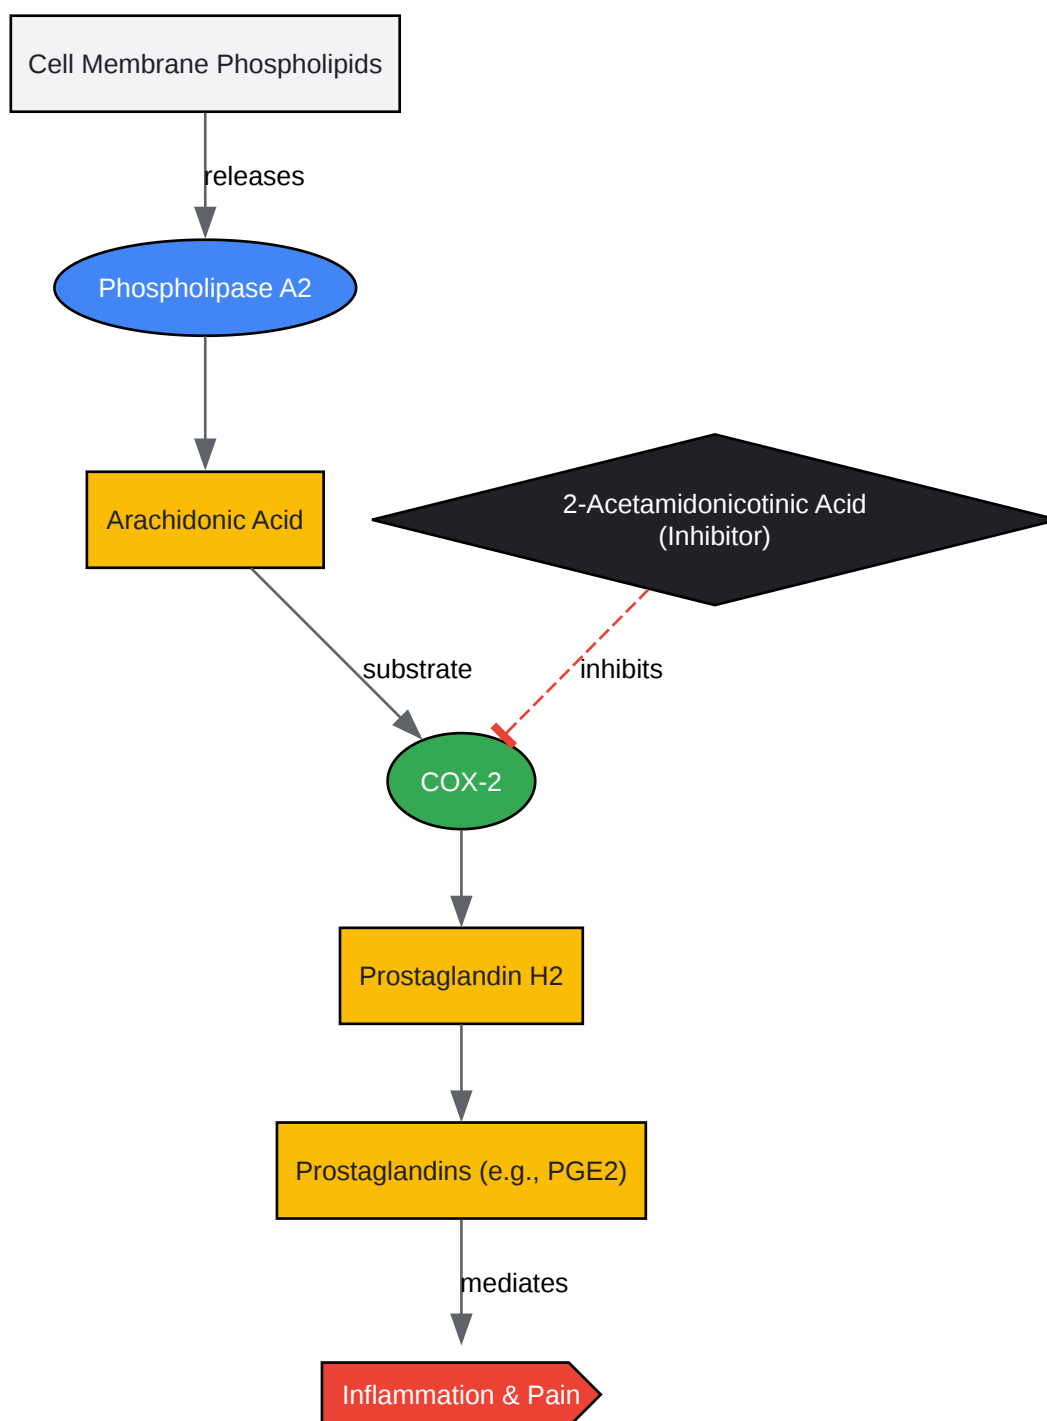 Cell Membrane Phospholipids
releases
Phospholipase A2
Arachidonic Acid
2-Acetamidonicotinic Acid
(Inhibitor)
substrate
inhibits
COX-2
Prostaglandin H2
Prostaglandins (e.g., PGE2)
mediates
Inflammation & Pain